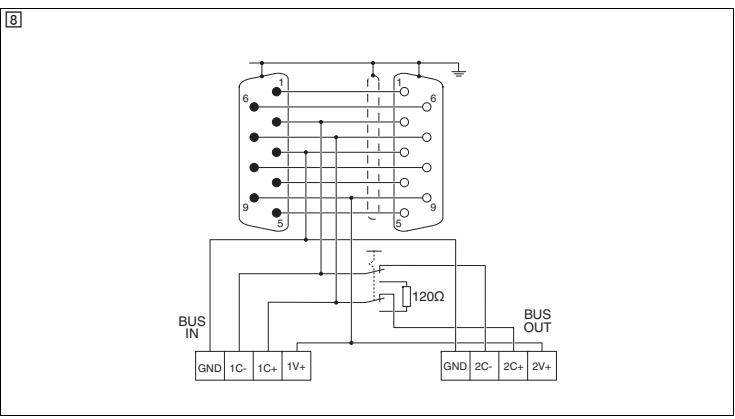 8
1 1
6 6
9 9
5 5
120Ω
BUS
IN
BUS
OUT
GND 1C- 1C+ 1V+
GND 2C- 2C+ 2V+